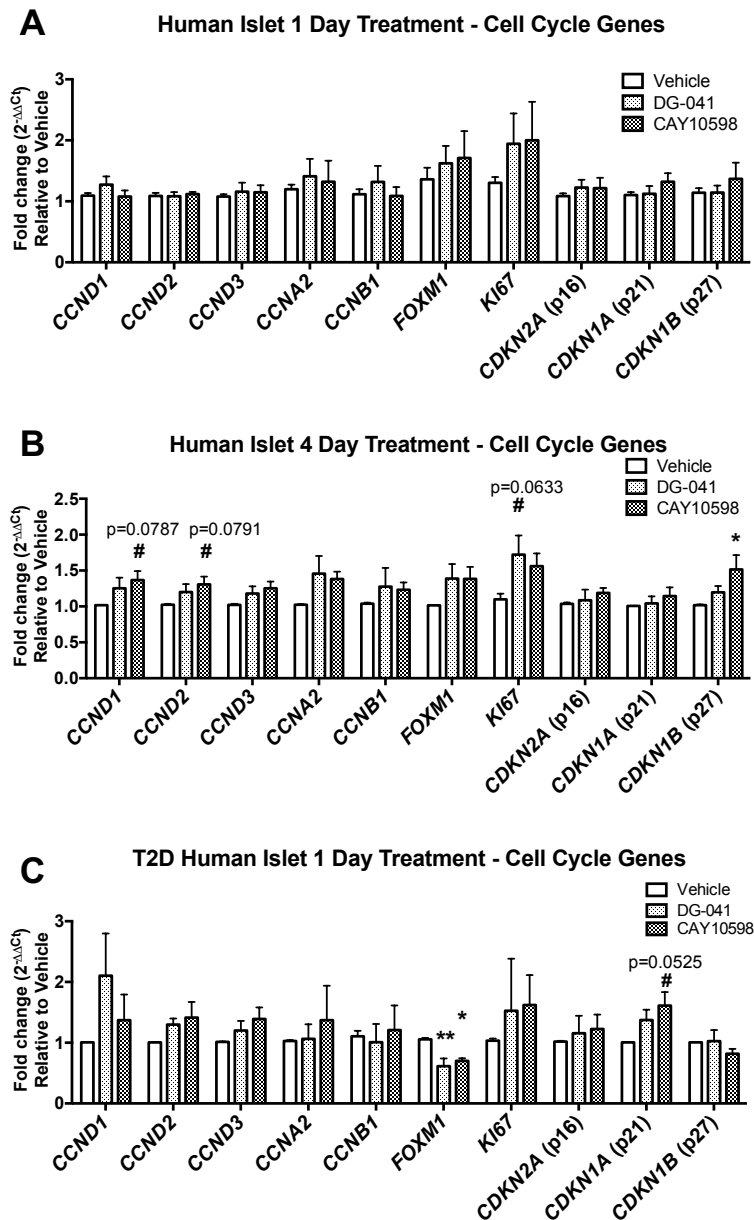 A
Human Islet 1 Day Treatment - Cell Cycle Genes
Vehicle
DG-041
CAY10598
Fold change (2^-ΔΔCt)
Relative to Vehicle
3
2
1
0
CCND1
CCND2
CCND3
CCNA2
CCNB1
FOXM1
KI67
CDKN2A (p16)
CDKN1A (p21)
CDKN1B (p27)
B
Human Islet 4 Day Treatment - Cell Cycle Genes
Vehicle
DG-041
CAY10598
Fold change (2^-ΔΔCt)
Relative to Vehicle
2.5
2.0
1.5
1.0
0.5
0.0
p=0.0787
#
p=0.0791
#
p=0.0633
#
*
CCND1
CCND2
CCND3
CCNA2
CCNB1
FOXM1
KI67
CDKN2A (p16)
CDKN1A (p21)
CDKN1B (p27)
C
T2D Human Islet 1 Day Treatment - Cell Cycle Genes
Vehicle
DG-041
CAY10598
Fold change (2^-ΔΔCt)
Relative to Vehicle
3
2
1
0
**
*
p=0.0525
#
CCND1
CCND2
CCND3
CCNA2
CCNB1
FOXM1
KI67
CDKN2A (p16)
CDKN1A (p21)
CDKN1B (p27)